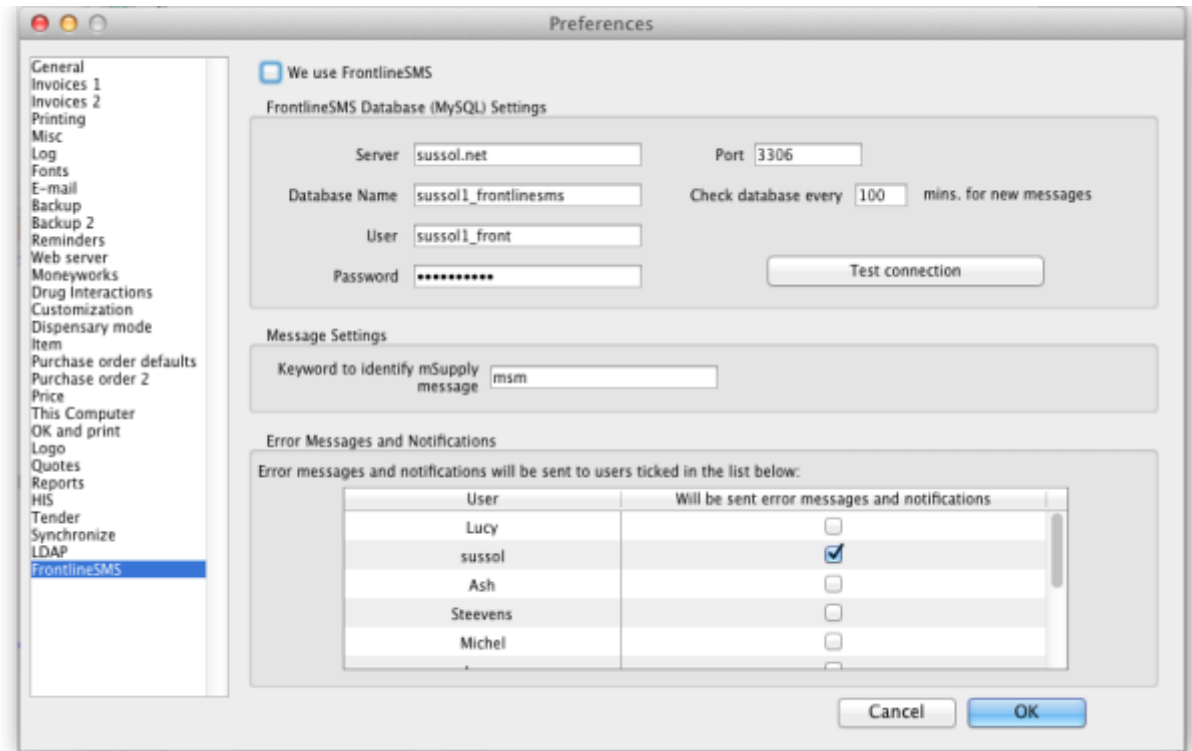 Preferences
General
Invoices 1
Invoices 2
Printing
Misc
Log
Fonts
E-mail
Backup
Backup 2
Reminders
Web server
Moneyworks
Drug Interactions
Customization
Dispensary mode
Item
Purchase order defaults
Purchase order 2
Price
This Computer
OK and print
Logo
Quotes
Reports
HIS
Tender
Synchronize
LDAP
FrontlineSMS
We use FrontlineSMS
FrontlineSMS Database (MySQL) Settings
Server sussol.net Port 3306
Database Name sussol1_frontlinesms Check database every 100 mins. for new messages
User sussol1_front
Password •••••••••• Test connection
Message Settings
Keyword to identify mSupply
message msm
Error Messages and Notifications
Error messages and notifications will be sent to users ticked in the list below:
User Will be sent error messages and notifications
Lucy
sussol
Ash
Steevens
Michel
Cancel OK